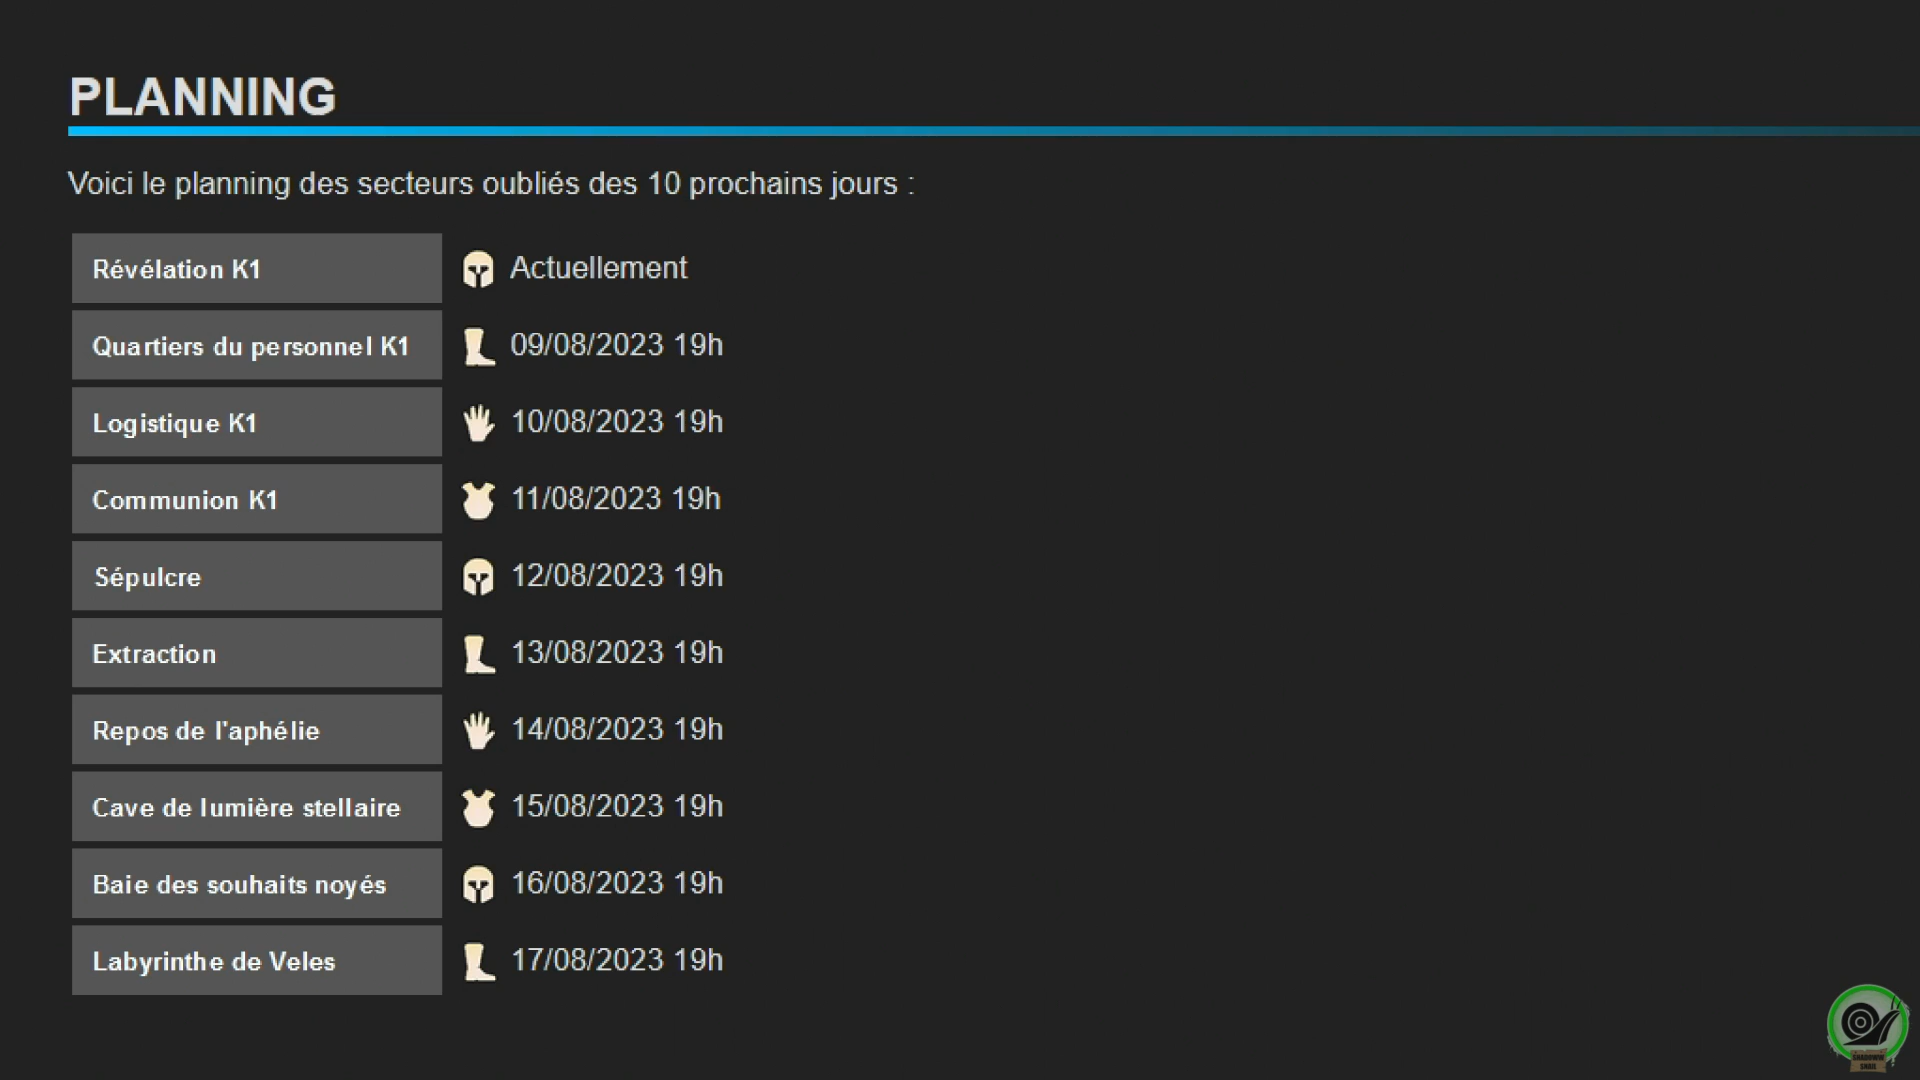 PLANNING
Voici le planning des secteurs oubliés des 10 prochains jours :
Révélation K1 Actuellement
Quartiers du personnel K1 09/08/2023 19h
Logistique K1 10/08/2023 19h
Communion K1 11/08/2023 19h
Sépulcre 12/08/2023 19h
Extraction 13/08/2023 19h
Repos de l'aphélie 14/08/2023 19h
Cave de lumière stellaire 15/08/2023 19h
Baie des souhaits noyés 16/08/2023 19h
Labyrinthe de Veles 17/08/2023 19h